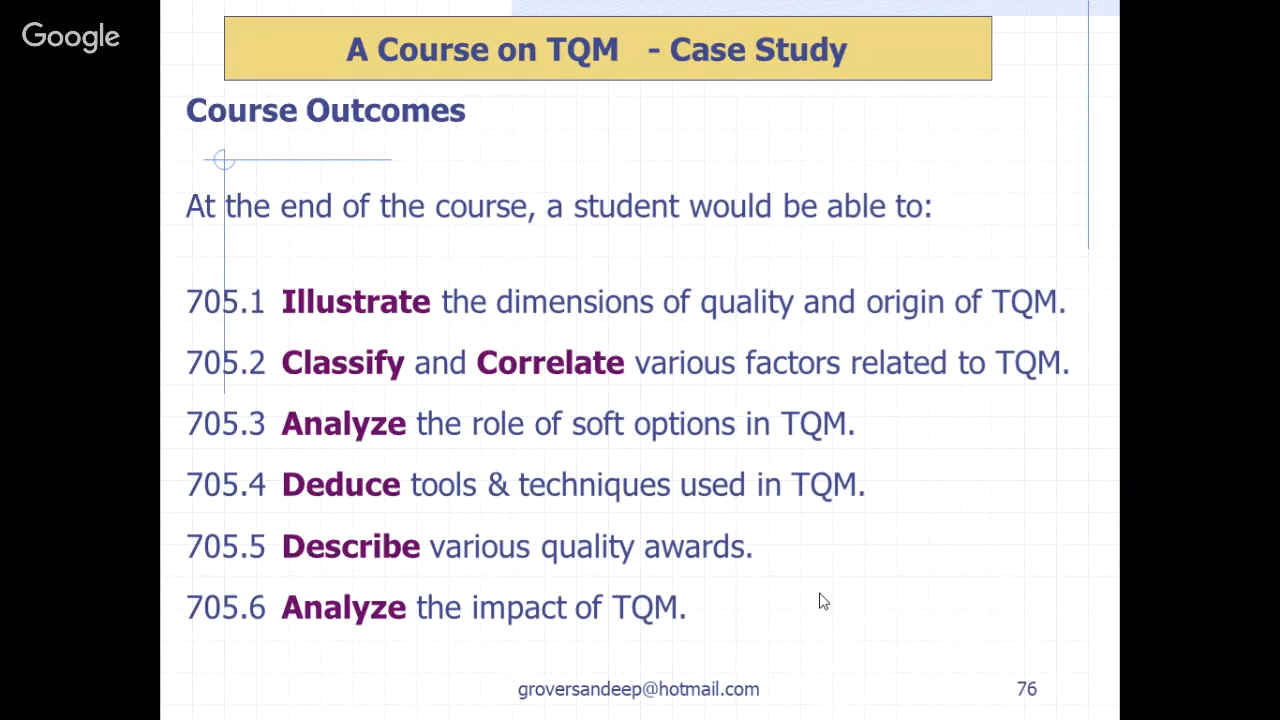 Google
A Course on TQM - Case Study
Course Outcomes
At the end of the course, a student would be able to:
705.1 Illustrate the dimensions of quality and origin of TQM.
705.2 Classify and Correlate various factors related to TQM.
705.3 Analyze the role of soft options in TQM.
705.4 Deduce tools & techniques used in TQM.
705.5 Describe various quality awards.
705.6 Analyze the impact of TQM.
groversandeep@hotmail.com 76